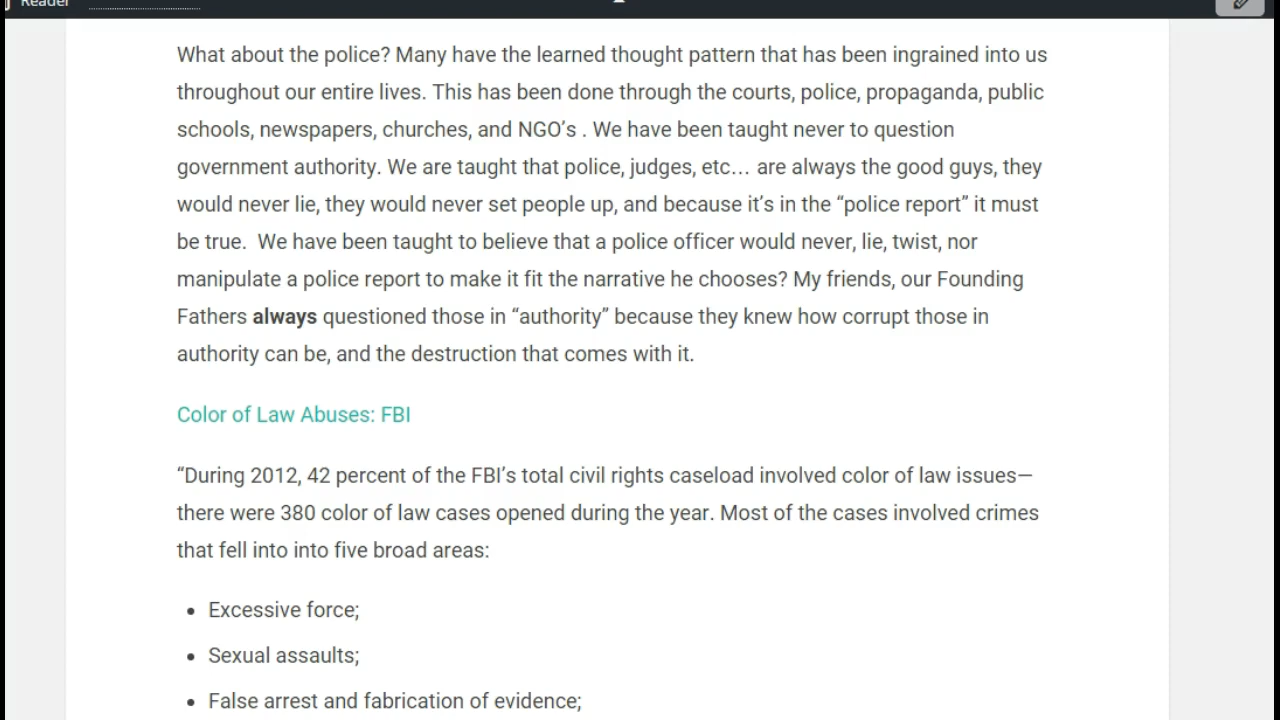 Reader
What about the police? Many have the learned thought pattern that has been ingrained into us
throughout our entire lives. This has been done through the courts, police, propaganda, public
schools, newspapers, churches, and NGO’s . We have been taught never to question
government authority. We are taught that police, judges, etc… are always the good guys, they
would never lie, they would never set people up, and because it’s in the “police report” it must
be true.  We have been taught to believe that a police officer would never, lie, twist, nor
manipulate a police report to make it fit the narrative he chooses? My friends, our Founding
Fathers always questioned those in “authority” because they knew how corrupt those in
authority can be, and the destruction that comes with it.
Color of Law Abuses: FBI
“During 2012, 42 percent of the FBI’s total civil rights caseload involved color of law issues—
there were 380 color of law cases opened during the year. Most of the cases involved crimes
that fell into into five broad areas:
• Excessive force;
• Sexual assaults;
• False arrest and fabrication of evidence;